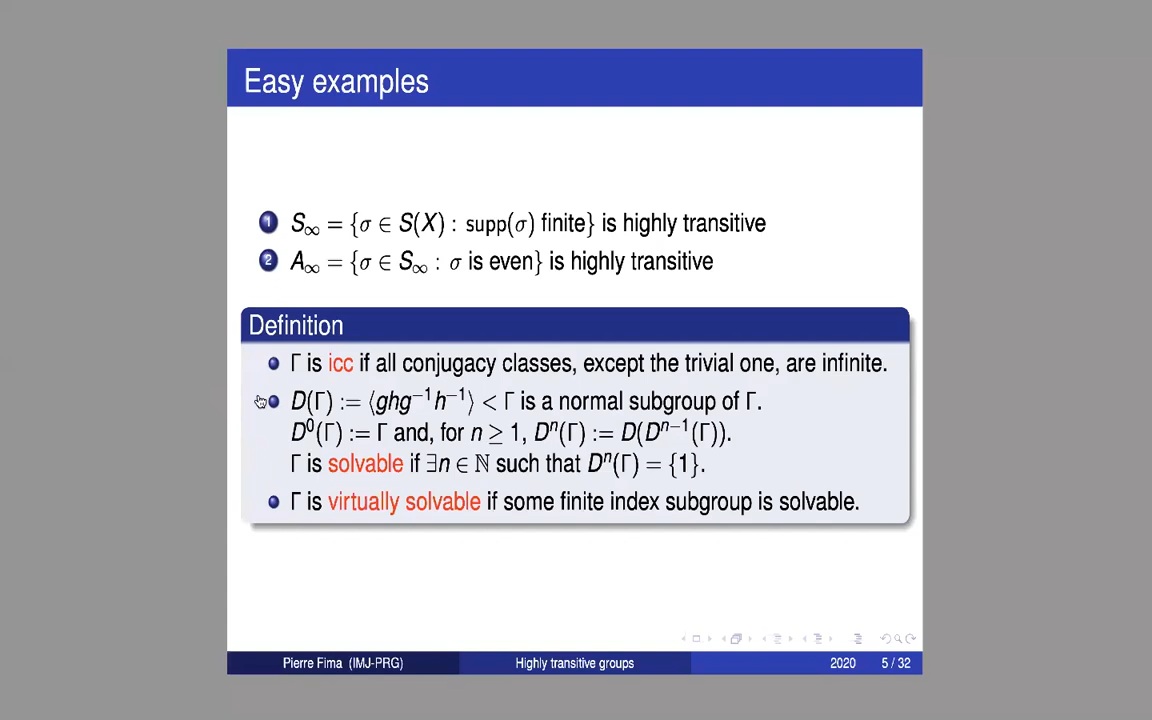 Easy examples
1 S∞ = {σ ∈ S(X) : supp(σ) finite} is highly transitive
2 A∞ = {σ ∈ S∞ : σ is even} is highly transitive
Definition
Γ is icc if all conjugacy classes, except the trivial one, are infinite.
D(Γ) := ⟨ghg⁻¹h⁻¹⟩ < Γ is a normal subgroup of Γ.
D⁰(Γ) := Γ and, for n ≥ 1, Dⁿ(Γ) := D(Dⁿ⁻¹(Γ)).
Γ is solvable if ∃n ∈ ℕ such that Dⁿ(Γ) = {1}.
Γ is virtually solvable if some finite index subgroup is solvable.
Pierre Fima (IMJ-PRG) Highly transitive groups 2020 5 / 32